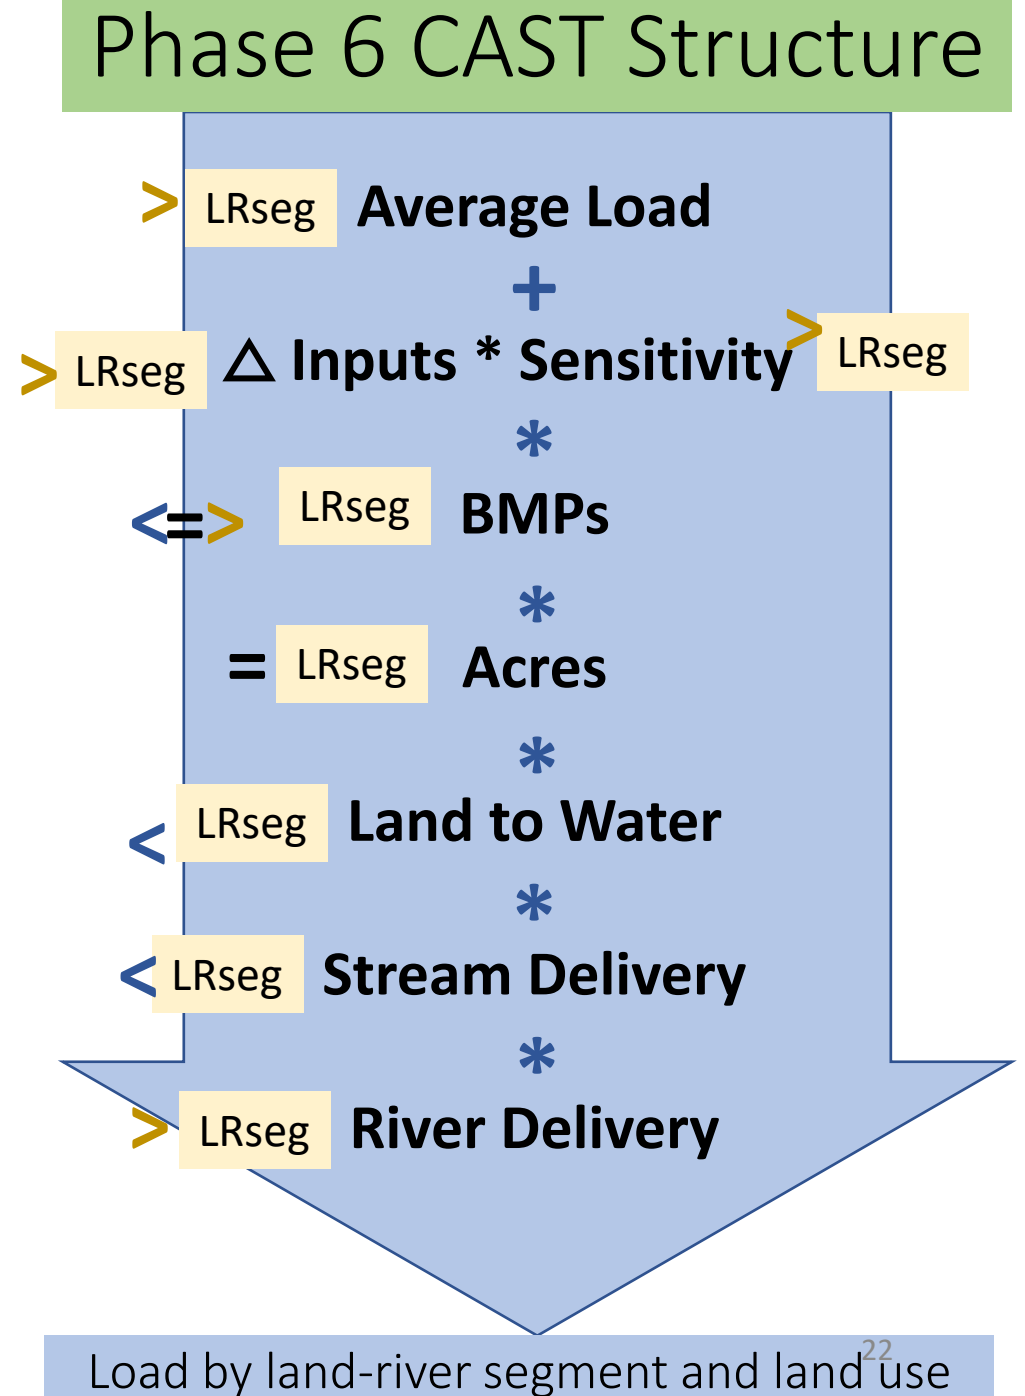 Phase 6 CAST Structure
> LRseg Average Load
+
> LRseg △ Inputs * Sensitivity > LRseg
*
<=> LRseg BMPs
*
= LRseg Acres
*
< LRseg Land to Water
*
< LRseg Stream Delivery
*
> LRseg River Delivery
22
Load by land-river segment and land use